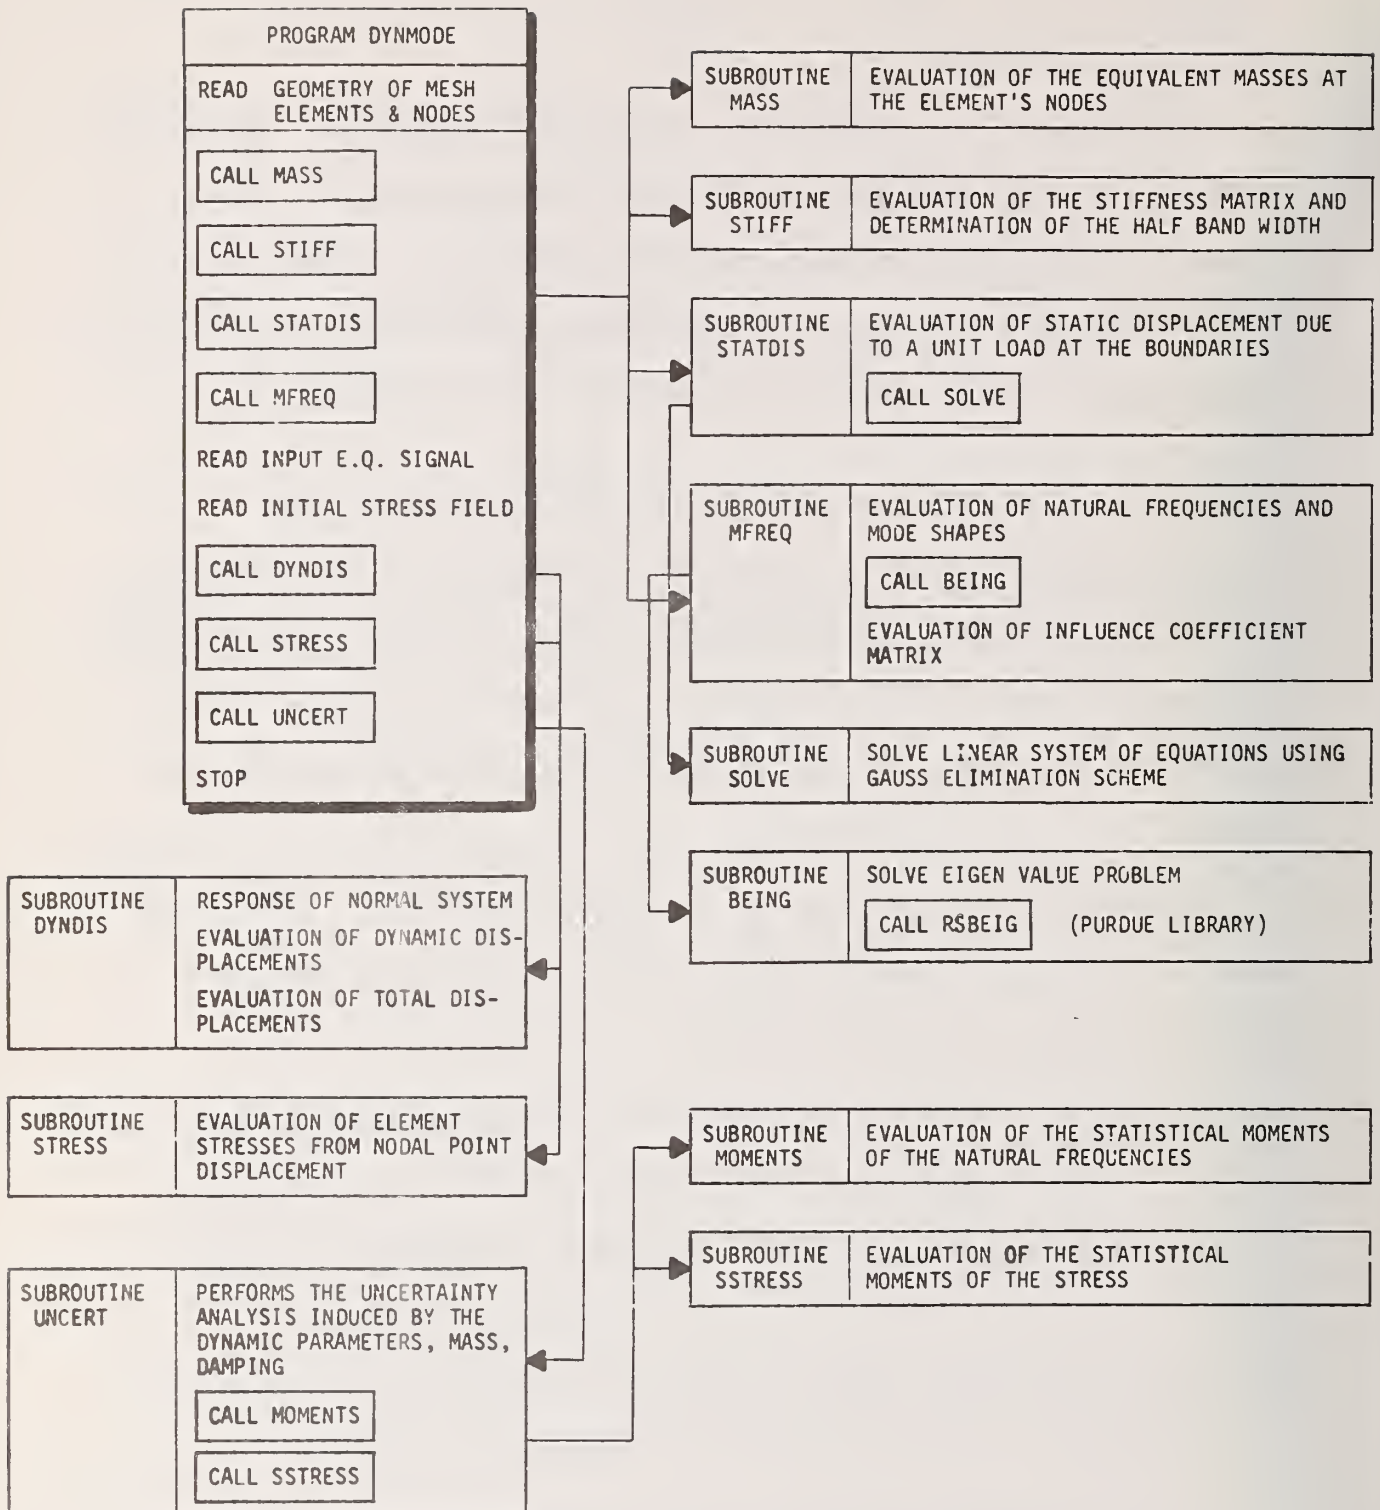 PROGRAM DYNMODE
READ GEOMETRY OF MESH
ELEMENTS & NODES
CALL MASS
CALL STIFF
CALL STATDIS
CALL MFREQ
READ INPUT E.Q. SIGNAL
READ INITIAL STRESS FIELD
CALL DYNDIS
CALL STRESS
CALL UNCERT
STOP
SUBROUTINE
MASS
EVALUATION OF THE EQUIVALENT MASSES AT
THE ELEMENT'S NODES
SUBROUTINE
STIFF
EVALUATION OF THE STIFFNESS MATRIX AND
DETERMINATION OF THE HALF BAND WIDTH
SUBROUTINE
STATDIS
EVALUATION OF STATIC DISPLACEMENT DUE
TO A UNIT LOAD AT THE BOUNDARIES
CALL SOLVE
SUBROUTINE
MFREQ
EVALUATION OF NATURAL FREQUENCIES AND
MODE SHAPES
CALL BEING
EVALUATION OF INFLUENCE COEFFICIENT
MATRIX
SUBROUTINE
SOLVE
SOLVE LINEAR SYSTEM OF EQUATIONS USING
GAUSS ELIMINATION SCHEME
SUBROUTINE
BEING
SOLVE EIGEN VALUE PROBLEM
CALL RSBEIG (PURDUE LIBRARY)
SUBROUTINE
DYNDIS
RESPONSE OF NORMAL SYSTEM
EVALUATION OF DYNAMIC DIS-
PLACEMENTS
EVALUATION OF TOTAL DIS-
PLACEMENTS
SUBROUTINE
STRESS
EVALUATION OF ELEMENT
STRESSES FROM NODAL POINT
DISPLACEMENT
SUBROUTINE
UNCERT
PERFORMS THE UNCERTAINTY
ANALYSIS INDUCED BY THE
DYNAMIC PARAMETERS, MASS,
DAMPING
CALL MOMENTS
CALL SSTRESS
SUBROUTINE
MOMENTS
EVALUATION OF THE STATISTICAL MOMENTS
OF THE NATURAL FREQUENCIES
SUBROUTINE
SSTRESS
EVALUATION OF THE STATISTICAL
MOMENTS OF THE STRESS